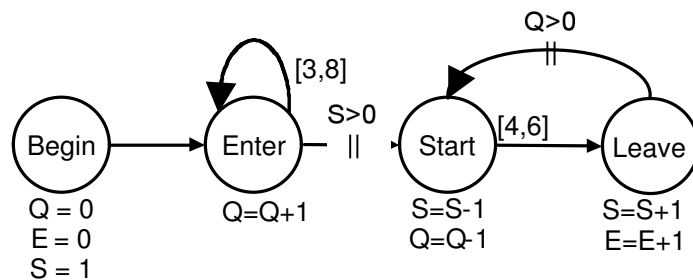 Q>0
[3,8]
S>0
||
||
Begin
Enter
Start
[4,6]
Leave
Q = 0
E = 0
S = 1
Q=Q+1
S=S-1
Q=Q-1
S=S+1
E=E+1